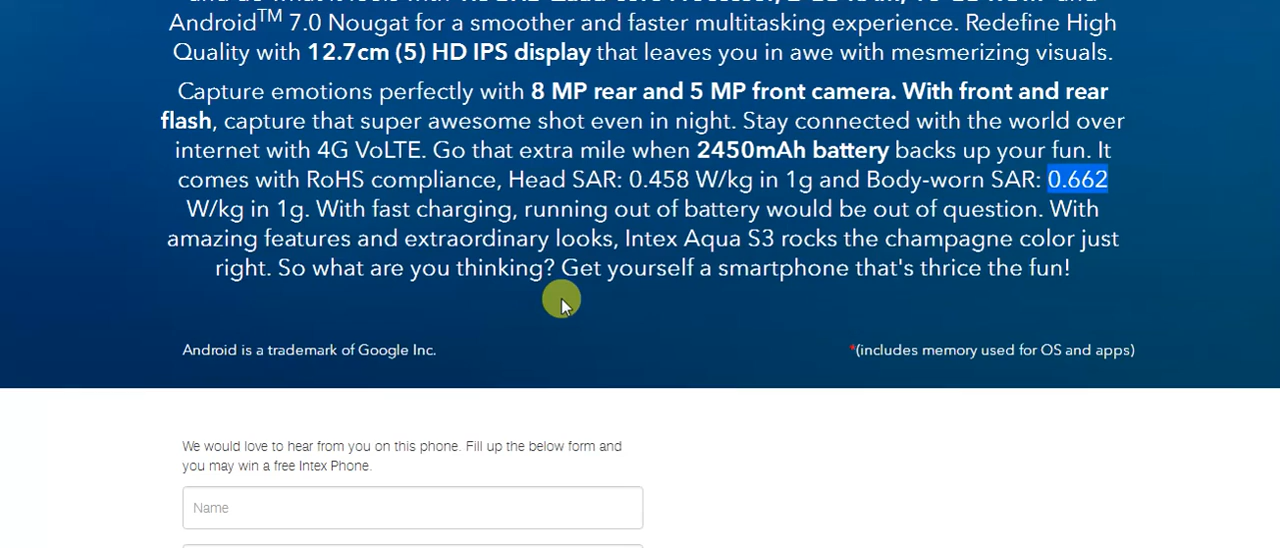 Android™ 7.0 Nougat for a smoother and faster multitasking experience. Redefine High
Quality with 12.7cm (5) HD IPS display that leaves you in awe with mesmerizing visuals.
Capture emotions perfectly with 8 MP rear and 5 MP front camera. With front and rear
flash, capture that super awesome shot even in night. Stay connected with the world over
internet with 4G VoLTE. Go that extra mile when 2450mAh battery backs up your fun. It
comes with RoHS compliance, Head SAR: 0.458 W/kg in 1g and Body-worn SAR: 0.662
W/kg in 1g. With fast charging, running out of battery would be out of question. With
amazing features and extraordinary looks, Intex Aqua S3 rocks the champagne color just
right. So what are you thinking? Get yourself a smartphone that's thrice the fun!
Android is a trademark of Google Inc.
*(includes memory used for OS and apps)
We would love to hear from you on this phone. Fill up the below form and
you may win a free Intex Phone.
Name